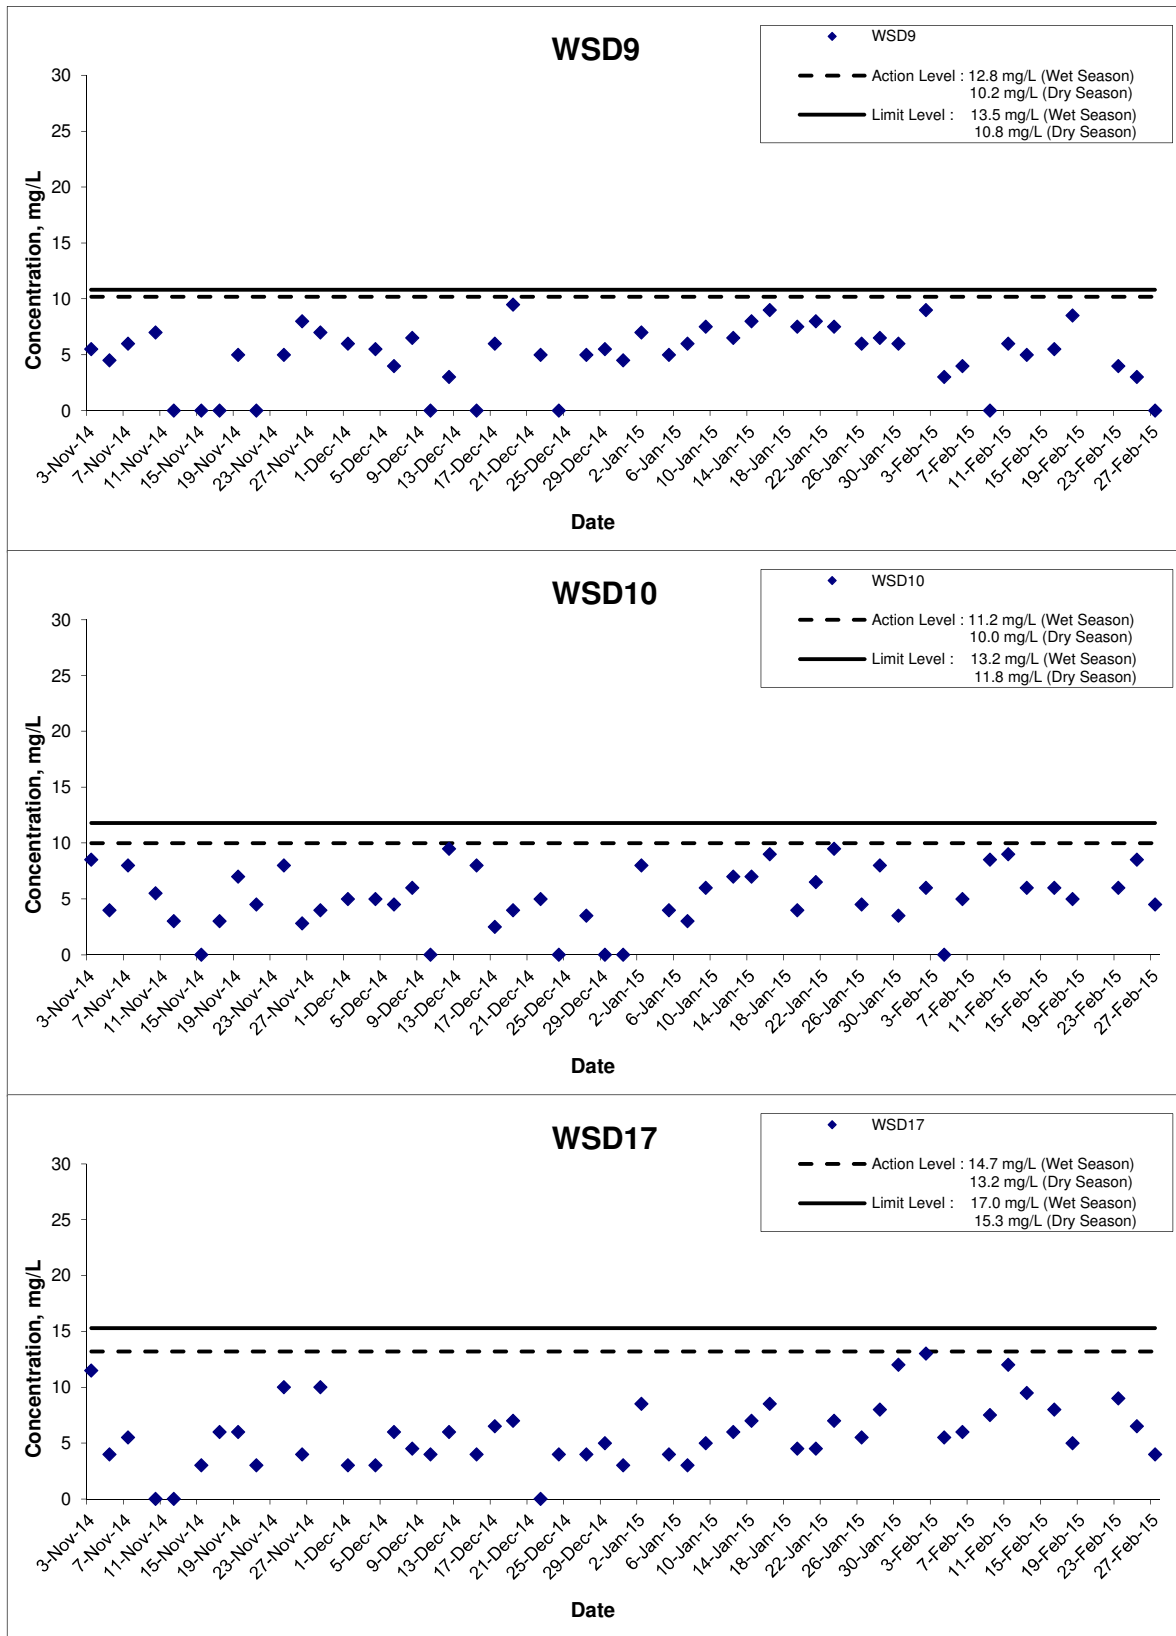 WSD9
WSD9
Action Level : 12.8 mg/L (Wet Season)
10.2 mg/L (Dry Season)
Limit Level : 13.5 mg/L (Wet Season)
10.8 mg/L (Dry Season)
30
25
20
15
10
5
0
Concentration, mg/L
3-Nov-14
7-Nov-14
11-Nov-14
15-Nov-14
19-Nov-14
23-Nov-14
27-Nov-14
1-Dec-14
5-Dec-14
9-Dec-14
13-Dec-14
17-Dec-14
21-Dec-14
25-Dec-14
29-Dec-14
2-Jan-15
6-Jan-15
10-Jan-15
14-Jan-15
18-Jan-15
22-Jan-15
26-Jan-15
30-Jan-15
3-Feb-15
7-Feb-15
11-Feb-15
15-Feb-15
19-Feb-15
23-Feb-15
27-Feb-15
Date
WSD10
WSD10
Action Level : 11.2 mg/L (Wet Season)
10.0 mg/L (Dry Season)
Limit Level : 13.2 mg/L (Wet Season)
11.8 mg/L (Dry Season)
30
25
20
15
10
5
0
Concentration, mg/L
3-Nov-14
7-Nov-14
11-Nov-14
15-Nov-14
19-Nov-14
23-Nov-14
27-Nov-14
1-Dec-14
5-Dec-14
9-Dec-14
13-Dec-14
17-Dec-14
21-Dec-14
25-Dec-14
29-Dec-14
2-Jan-15
6-Jan-15
10-Jan-15
14-Jan-15
18-Jan-15
22-Jan-15
26-Jan-15
30-Jan-15
3-Feb-15
7-Feb-15
11-Feb-15
15-Feb-15
19-Feb-15
23-Feb-15
27-Feb-15
Date
WSD17
WSD17
Action Level : 14.7 mg/L (Wet Season)
13.2 mg/L (Dry Season)
Limit Level : 17.0 mg/L (Wet Season)
15.3 mg/L (Dry Season)
30
25
20
15
10
5
0
Concentration, mg/L
3-Nov-14
7-Nov-14
11-Nov-14
15-Nov-14
19-Nov-14
23-Nov-14
27-Nov-14
1-Dec-14
5-Dec-14
9-Dec-14
13-Dec-14
17-Dec-14
21-Dec-14
25-Dec-14
29-Dec-14
2-Jan-15
6-Jan-15
10-Jan-15
14-Jan-15
18-Jan-15
22-Jan-15
26-Jan-15
30-Jan-15
3-Feb-15
7-Feb-15
11-Feb-15
15-Feb-15
19-Feb-15
23-Feb-15
27-Feb-15
Date